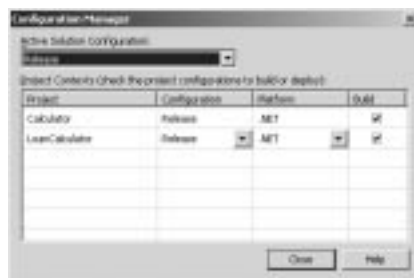 Configuration Manager
Active Solution Configuration:
Release
Project Contexts (check the project configurations to build or deploy):
Project Configuration Platform Build
Calculator Release .NET
LoanCalculator Release .NET
Close Help